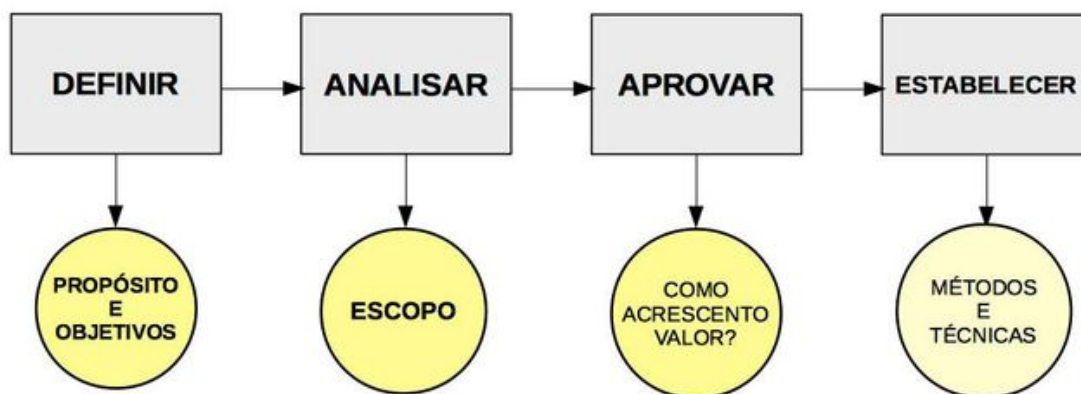 DEFINIR
ANALISAR
APROVAR
ESTABELECER
PROPÓSITO
E
OBJETIVOS
ESCOPO
COMO
ACRESCENTO
VALOR?
MÉTODOS
E
TÉCNICAS